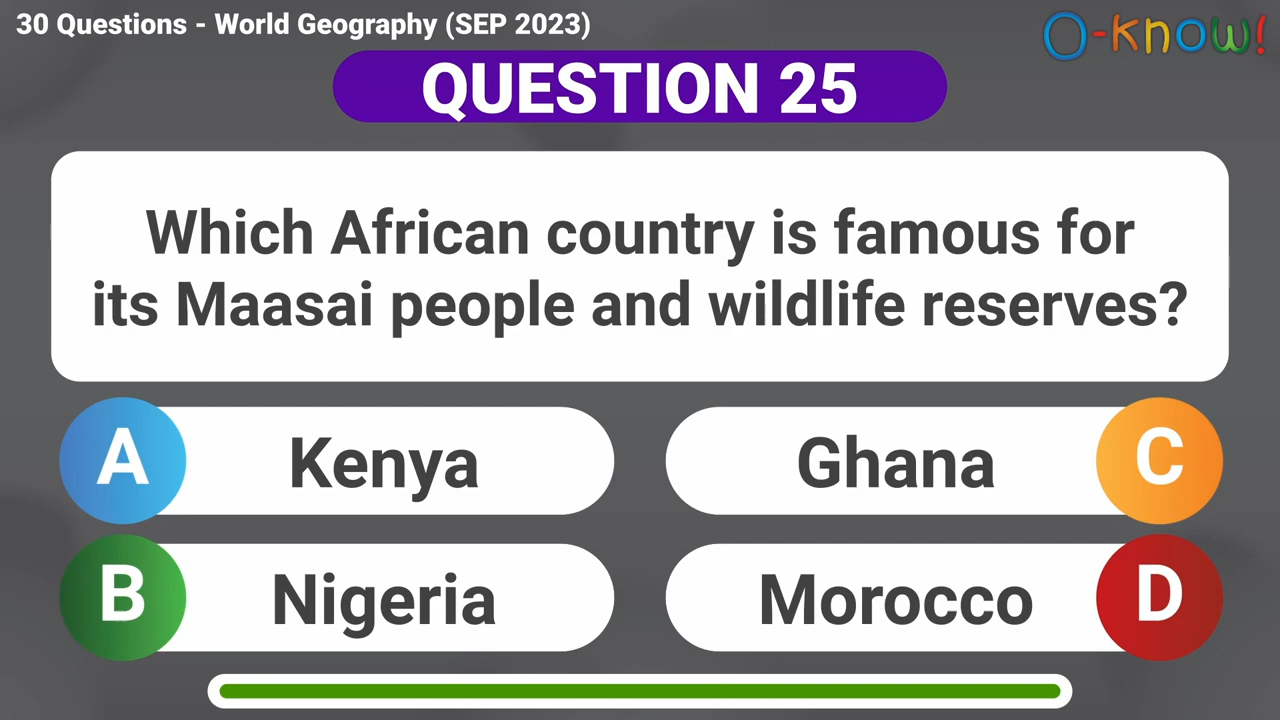 30 Questions - World Geography (SEP 2023)
O-know!
QUESTION 25
Which African country is famous for
its Maasai people and wildlife reserves?
A Kenya
Ghana C
B Nigeria
Morocco D